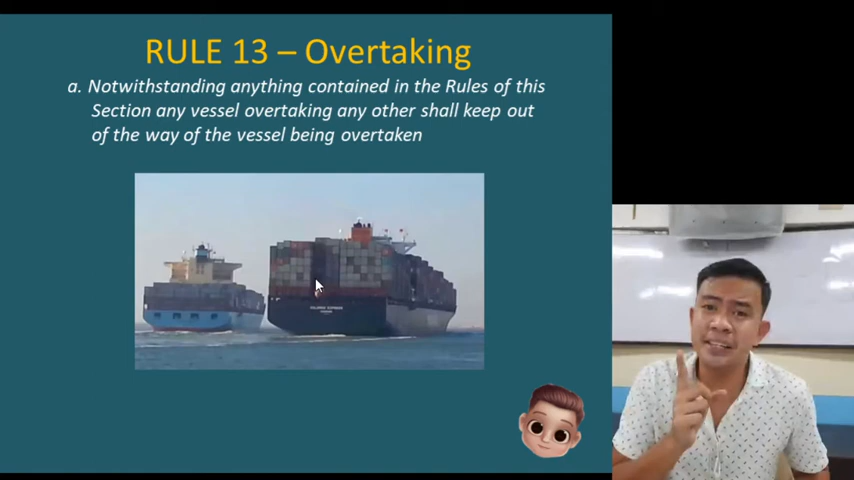 RULE 13 – Overtaking
a. Notwithstanding anything contained in the Rules of this
Section any vessel overtaking any other shall keep out
of the way of the vessel being overtaken